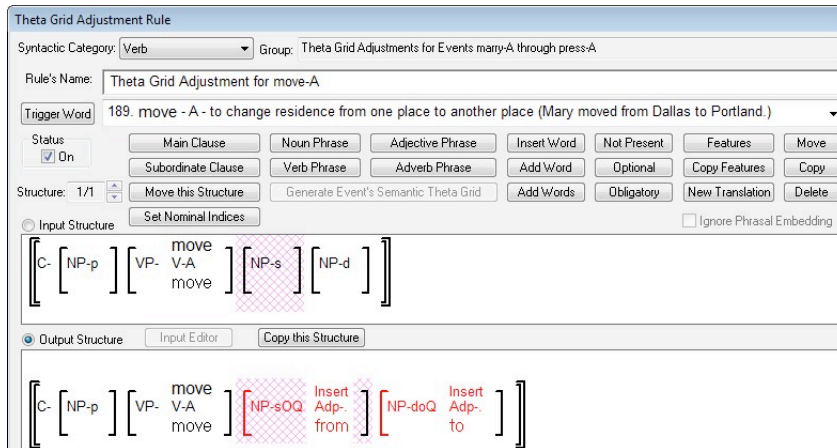 Theta Grid Adjustment Rule
Syntactic Category: Verb Group: Theta Grid Adjustments for Events marry-A through press-A
Rule's Name: Theta Grid Adjustment for move-A
Trigger Word 189. move - A - to change residence from one place to another place (Mary moved from Dallas to Portland.)
Status Main Clause Noun Phrase Adjective Phrase Insert Word Not Present Features Move
On Subordinate Clause Verb Phrase Adverb Phrase Add Word Optional Copy Features Copy
Structure: 1/1 Move this Structure Generate Event's Semantic Theta Grid Add Words Obligatory New Translation Delete
Input Structure Set Nominal Indices Ignore Phrasal Embedding
move
C- NP-p VP- V-A NP-s NP-d
move
Output Structure Input Editor Copy this Structure
move Insert Insert
C- NP-p VP- V-A NP-sOQ Adp-. NP-doQ Adp-.
move from to